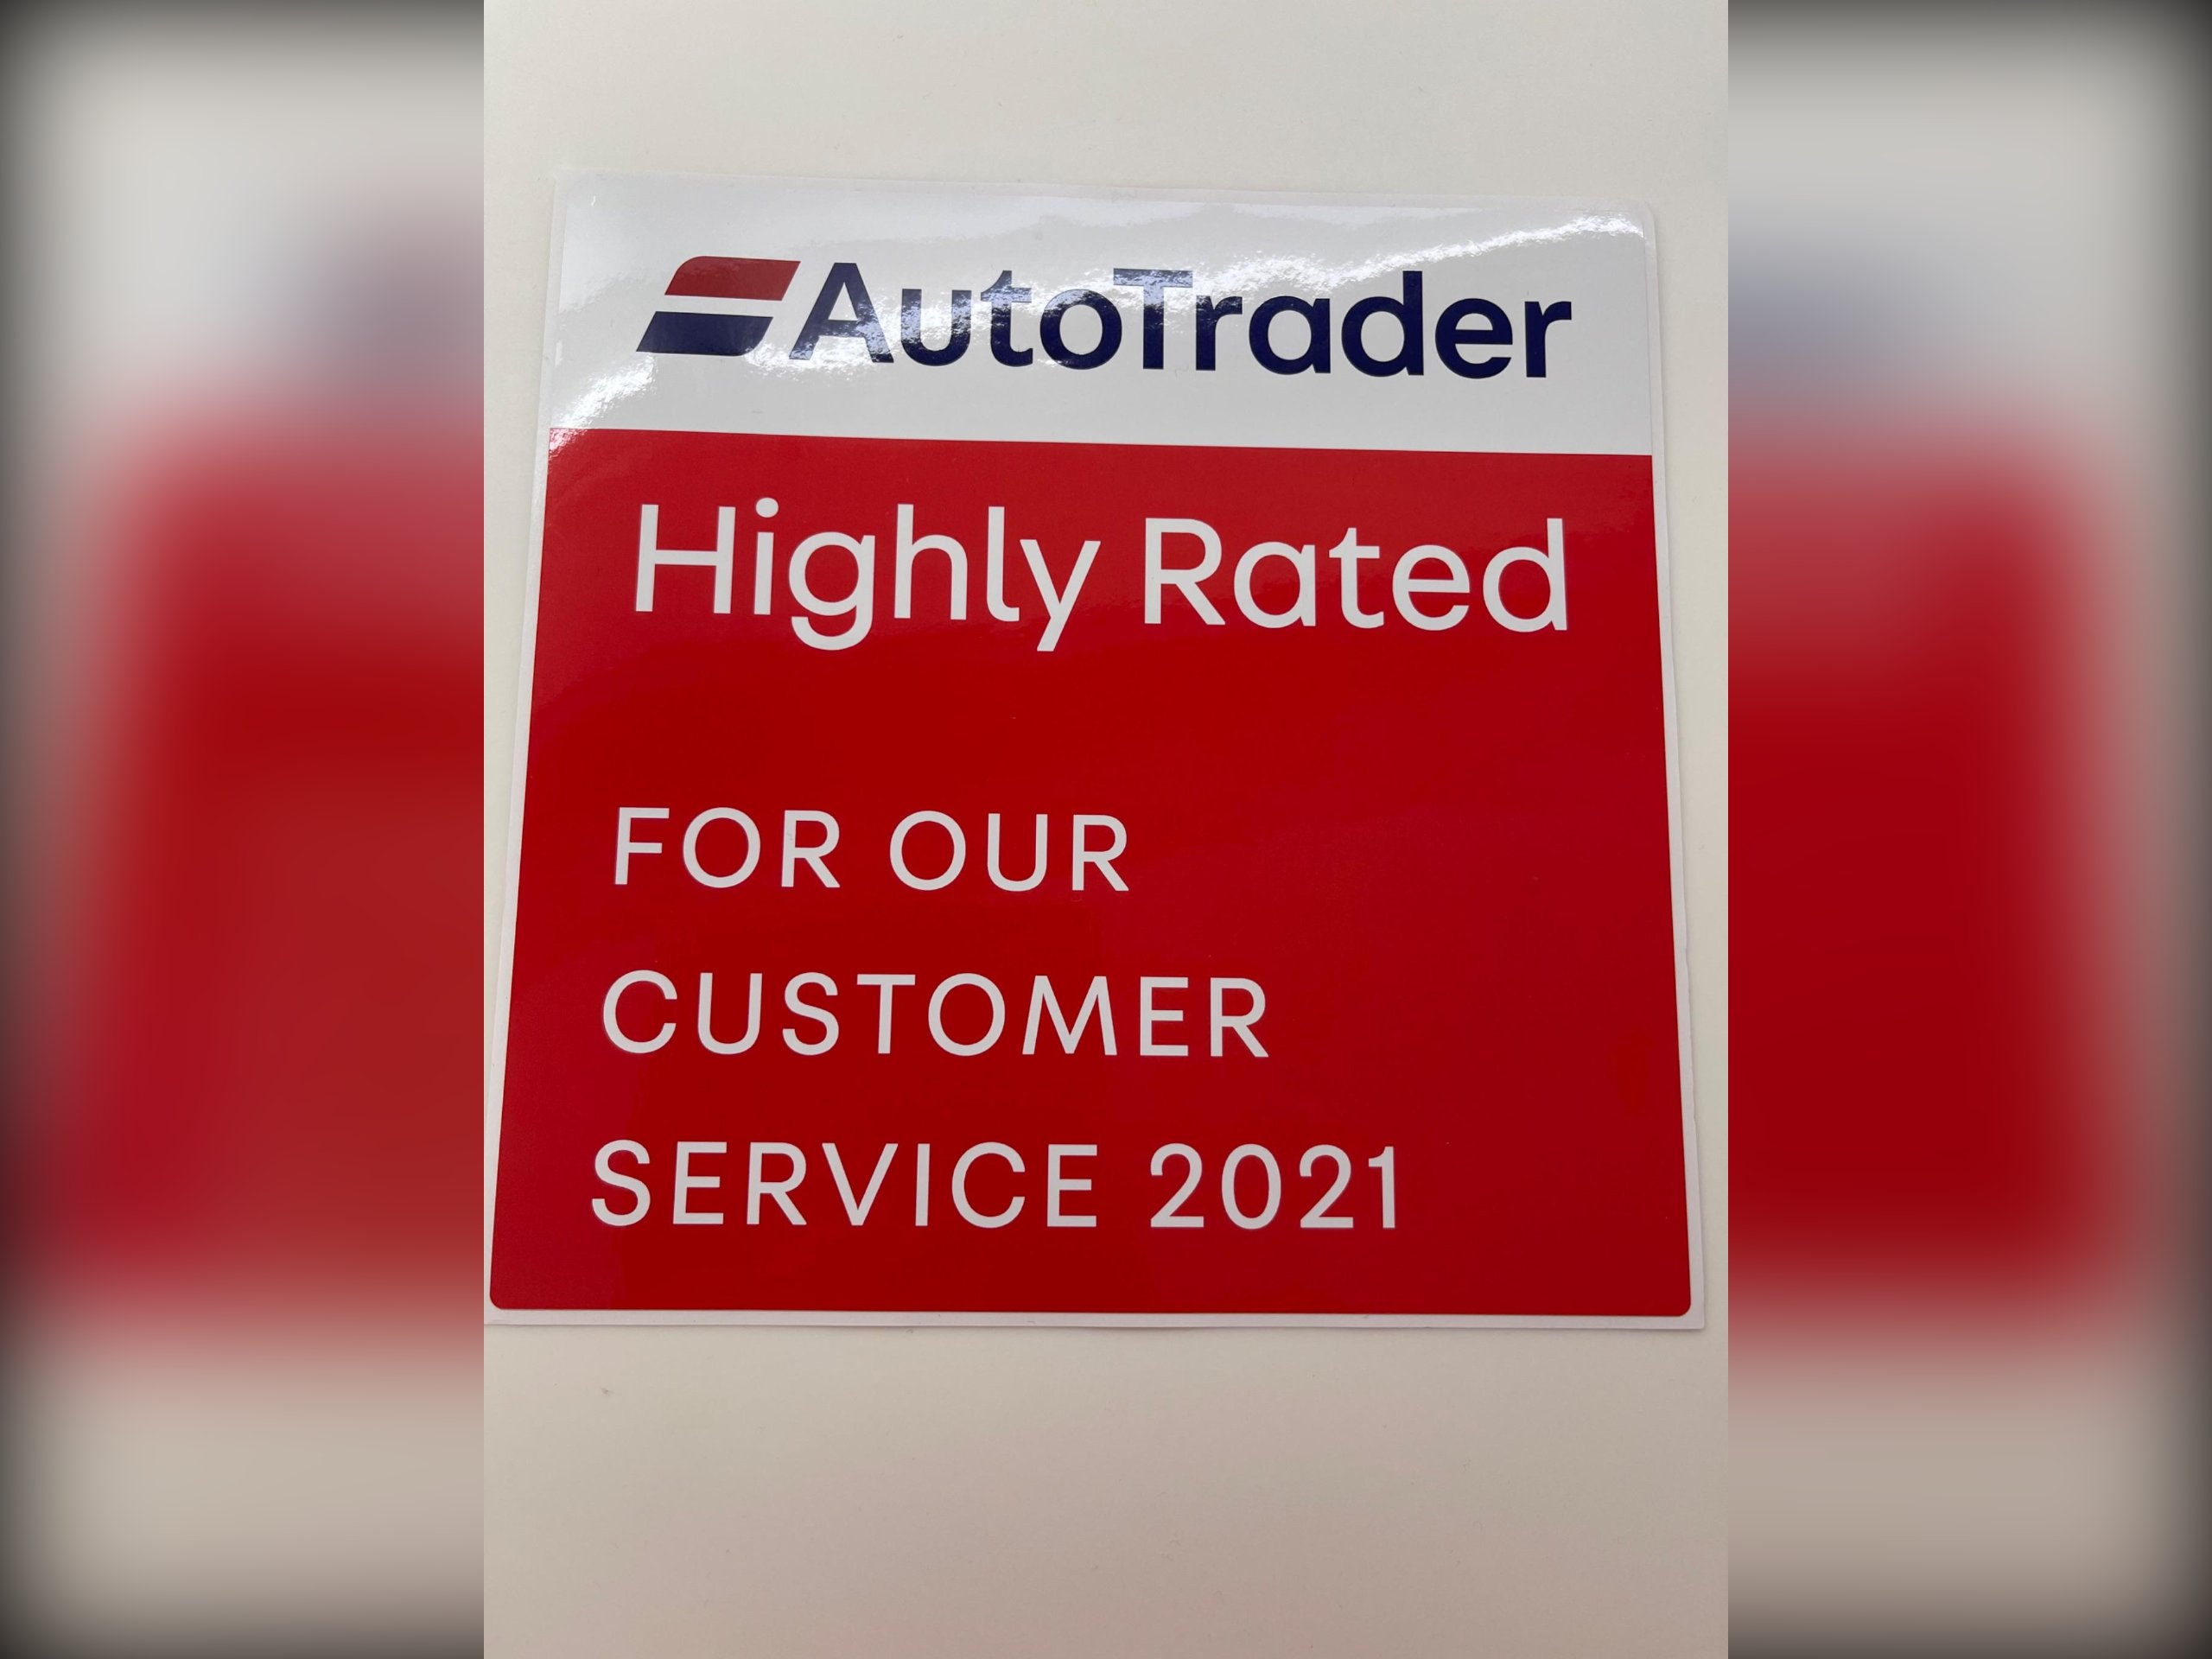 AutoTrader
Highly Rated
FOR OUR
CUSTOMER
SERVICE 2021